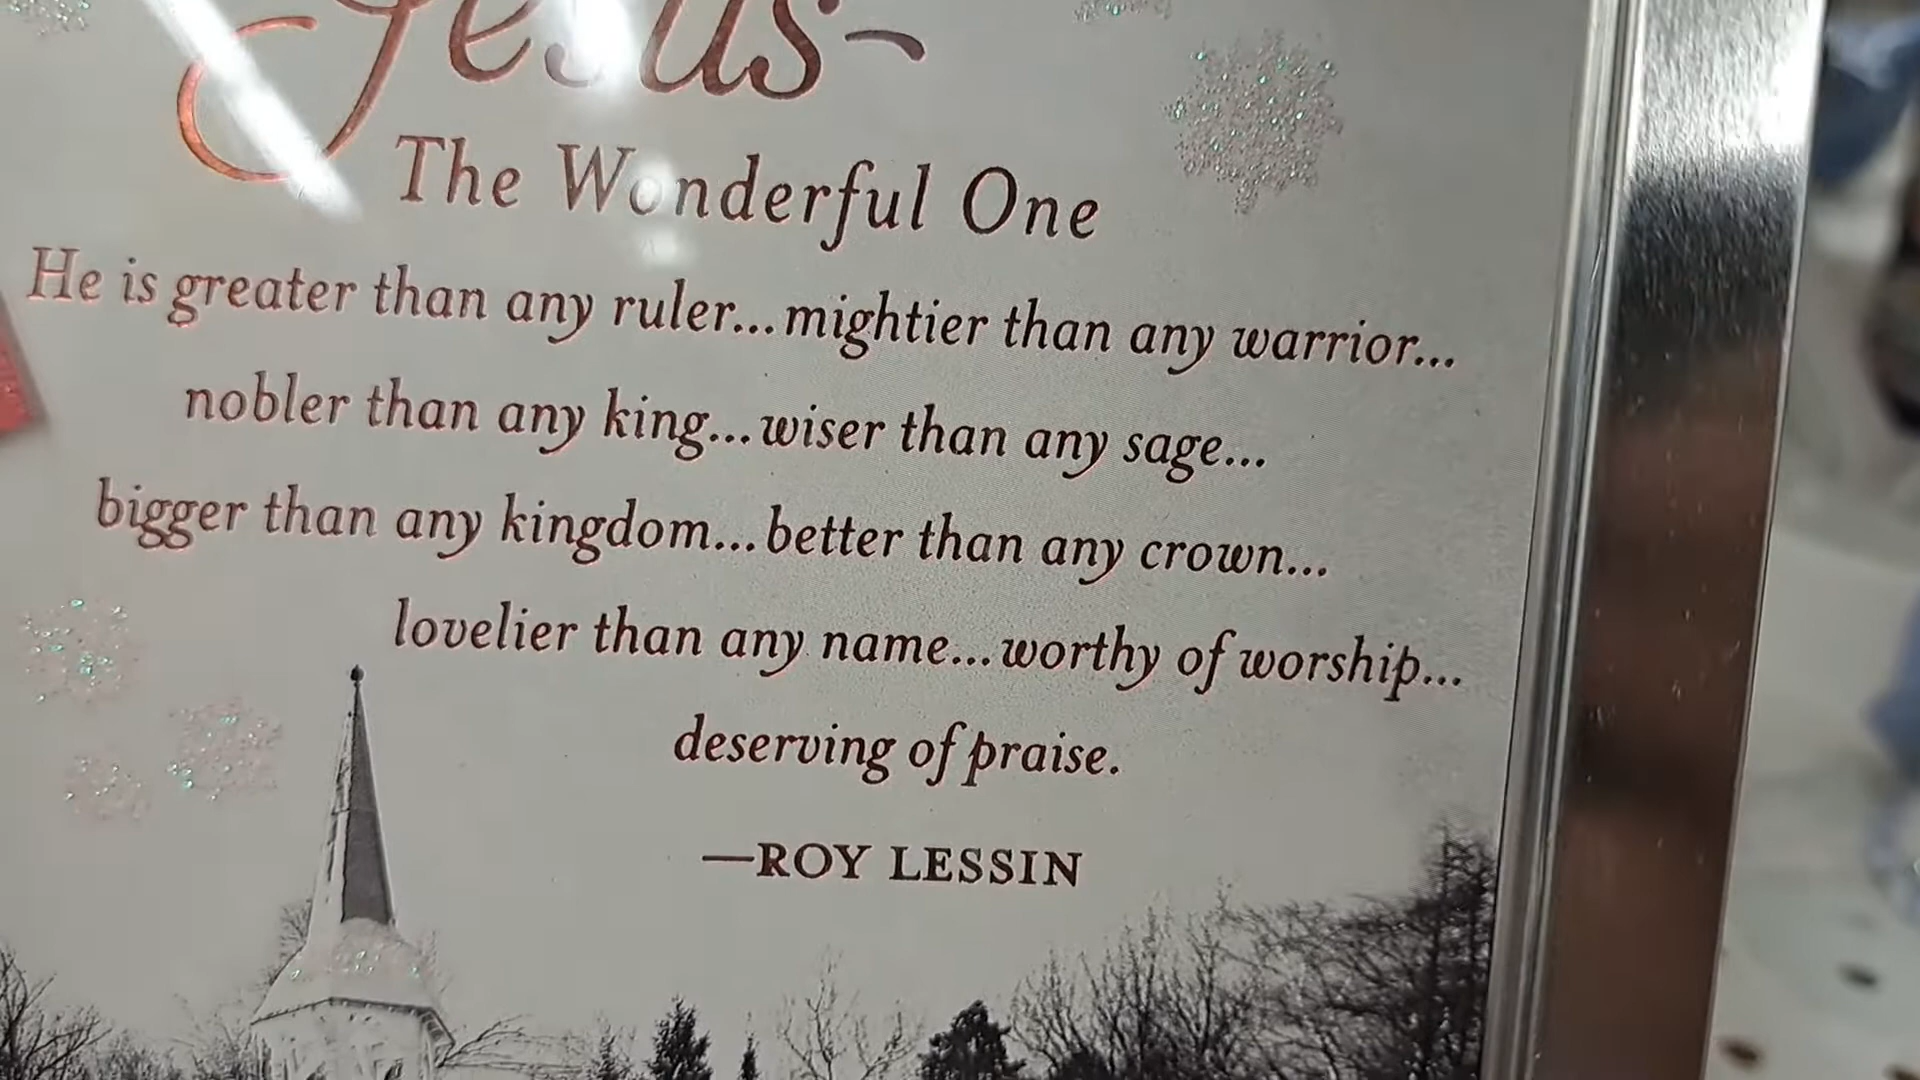 Jesus
The Wonderful One
He is greater than any ruler...mightier than any warrior...
nobler than any king...wiser than any sage...
bigger than any kingdom...better than any crown...
lovelier than any name...worthy of worship...
deserving of praise.
—ROY LESSIN